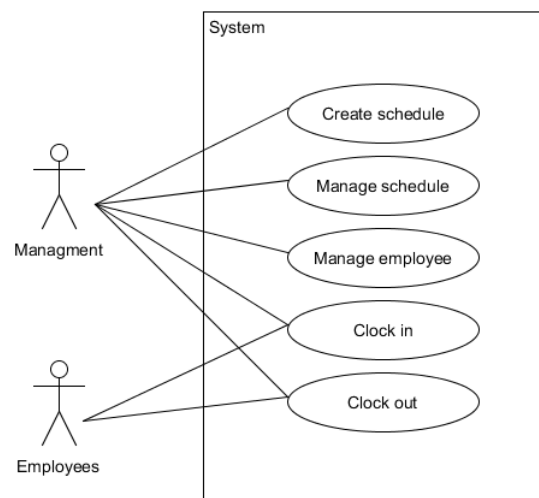 System
Create schedule
Manage schedule
Managment
Manage employee
Clock in
Clock out
Employees